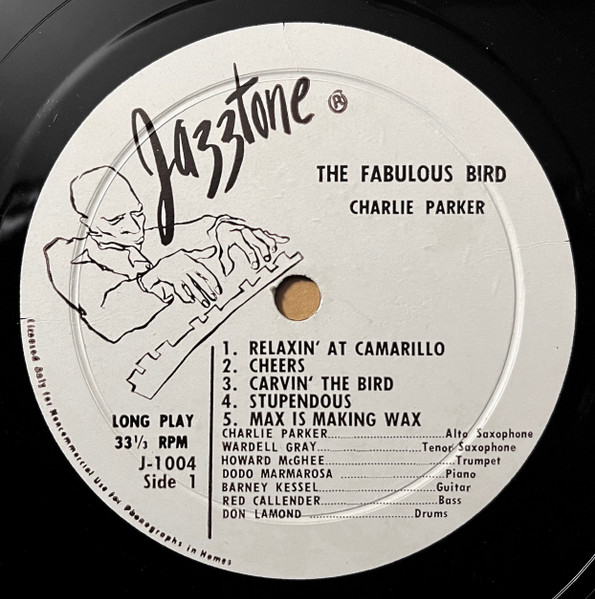 Jazztone ®
THE FABULOUS BIRD
CHARLIE PARKER
1. RELAXIN' AT CAMARILLO
2. CHEERS
3. CARVIN' THE BIRD
4. STUPENDOUS
5. MAX IS MAKING WAX
LONG PLAY
33⅓ RPM
J-1004
Side 1
CHARLIE PARKER..............................Alto Saxophone
WARDELL GRAY..............................Tenor Saxophone
HOWARD McGHEE..............................Trumpet
DODO MARMAROSA ..............................Piano
BARNEY KESSEL..............................Guitar
RED CALLENDER..............................Bass
DON LAMOND ..............................Drums
Licensed Only for Noncommercial Use For Phonographs in Homes